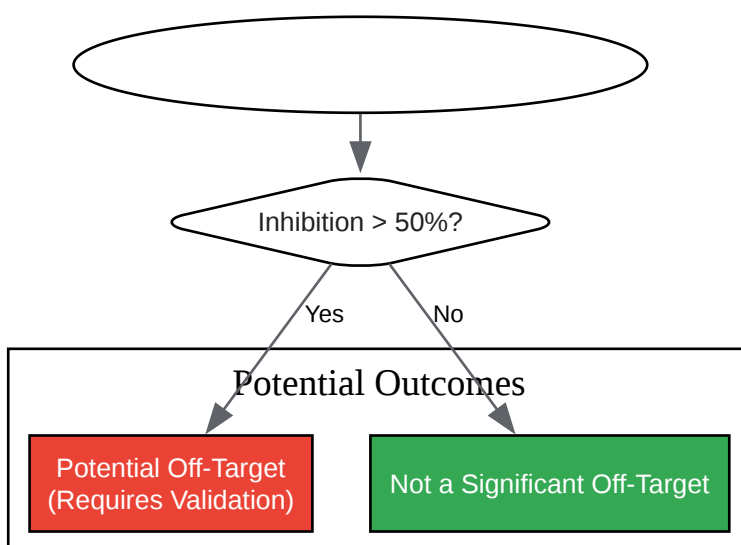 Inhibition > 50%?
Yes
No
Potential Outcomes
Potential Off-Target
(Requires Validation)
Not a Significant Off-Target